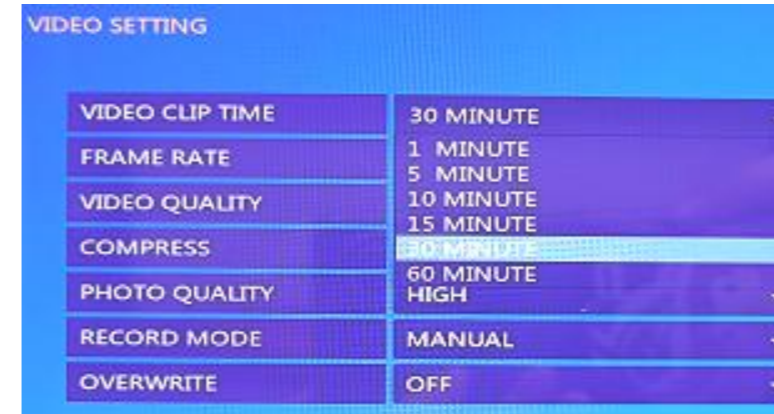 VIDEO SETTING
VIDEO CLIP TIME 30 MINUTE
FRAME RATE 1 MINUTE
5 MINUTE
VIDEO QUALITY 10 MINUTE
15 MINUTE
COMPRESS 30 MINUTE
60 MINUTE
PHOTO QUALITY HIGH
RECORD MODE MANUAL
OVERWRITE OFF